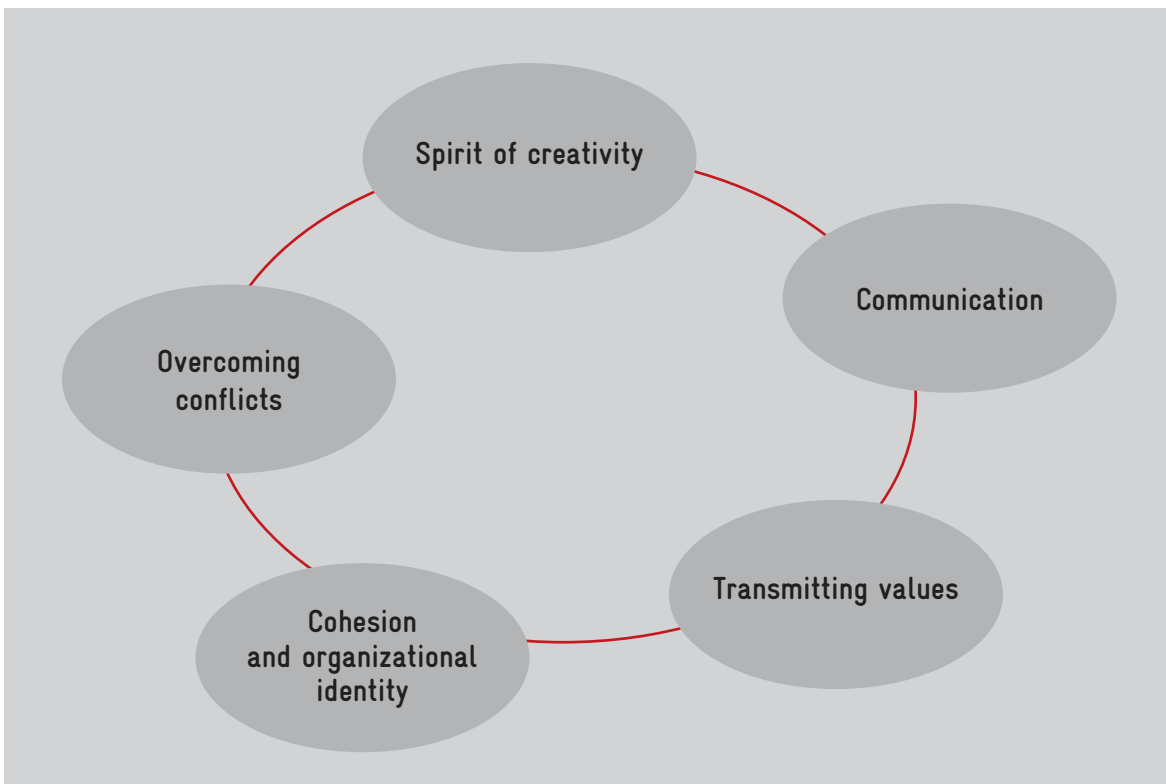 Spirit of creativity
Communication
Overcoming
conflicts
Transmitting values
Cohesion
and organizational
identity